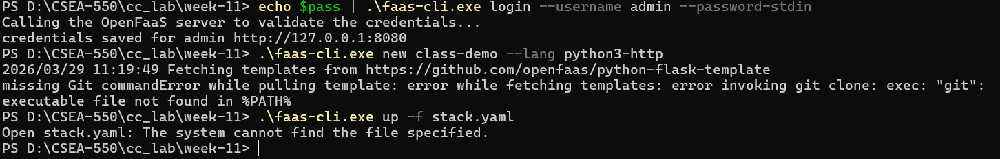 PS D:\CSEA-550\cc_lab\week-11> echo $pass | .\faas-cli.exe login --username admin --password-stdin
Calling the OpenFaaS server to validate the credentials...
credentials saved for admin http://127.0.0.1:8080
PS D:\CSEA-550\cc_lab\week-11> .\faas-cli.exe new class-demo --lang python3-http
2026/03/29 11:19:49 Fetching templates from https://github.com/openfaas/python-flask-template
missing Git commandError while pulling template: error while fetching templates: error invoking git clone: exec: "git":
executable file not found in %PATH%
PS D:\CSEA-550\cc_lab\week-11> .\faas-cli.exe up -f stack.yaml
Open stack.yaml: The system cannot find the file specified.
PS D:\CSEA-550\cc_lab\week-11>